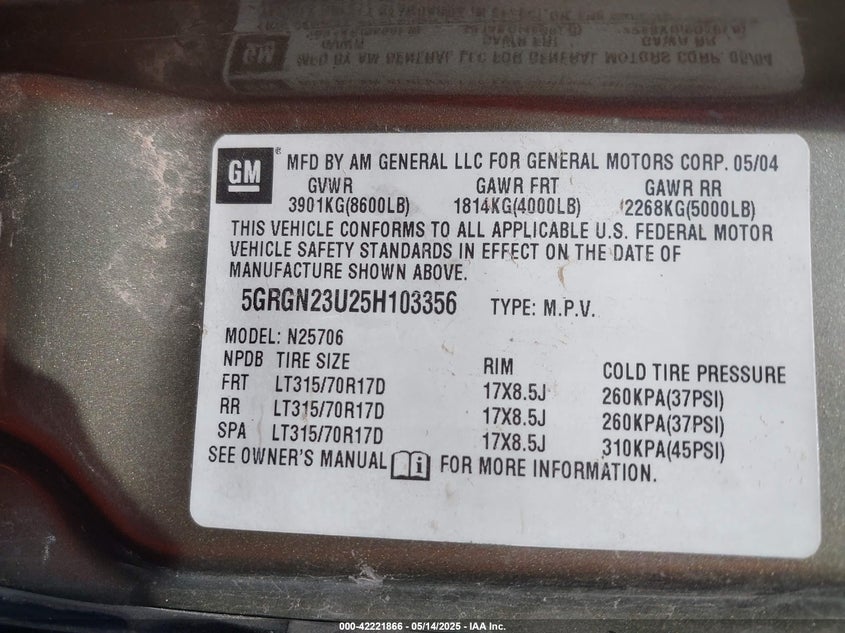 GM ® MFD BY AM GENERAL LLC FOR GENERAL MOTORS CORP. 05/04
GVWR GAWR FRT GAWR RR
3901KG(8600LB) 1814KG(4000LB) 2268KG(5000LB)
THIS VEHICLE CONFORMS TO ALL APPLICABLE U.S. FEDERAL MOTOR
VEHICLE SAFETY STANDARDS IN EFFECT ON THE DATE OF
MANUFACTURE SHOWN ABOVE.
5GRGN23U25H103356 TYPE: M.P.V.
MODEL: N25706
NPDB TIRE SIZE RIM COLD TIRE PRESSURE
FRT LT315/70R17D 17X8.5J 260KPA(37PSI)
RR LT315/70R17D 17X8.5J 260KPA(37PSI)
SPA LT315/70R17D 17X8.5J 310KPA(45PSI)
SEE OWNER'S MANUAL i FOR MORE INFORMATION.
000-42221866 - 05/14/2025 - IAA Inc.